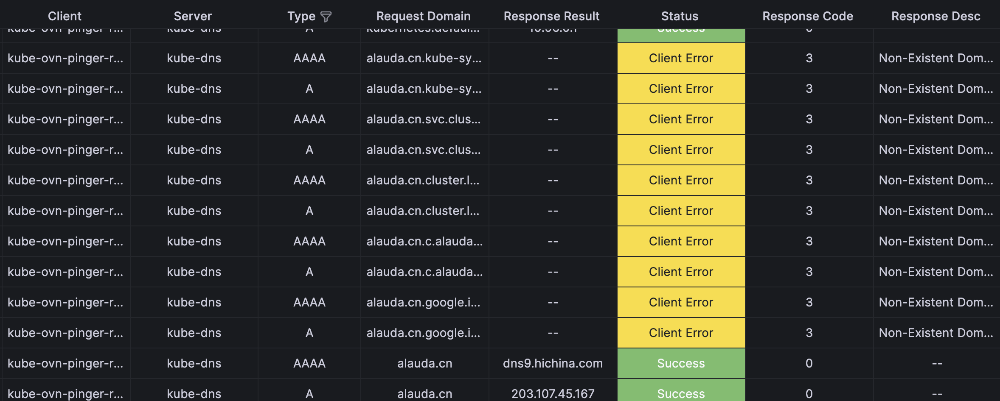 Client Server Type Request Domain Response Result Status Response Code Response Desc
kube-ovn-pinger-r... kube-dns A kubernetes.defaul... 10.96.0.1 Success 0
kube-ovn-pinger-r... kube-dns AAAA alauda.cn.kube-sy... -- Client Error 3 Non-Existent Dom...
kube-ovn-pinger-r... kube-dns A alauda.cn.kube-sy... -- Client Error 3 Non-Existent Dom...
kube-ovn-pinger-r... kube-dns AAAA alauda.cn.svc.clus... -- Client Error 3 Non-Existent Dom...
kube-ovn-pinger-r... kube-dns A alauda.cn.svc.clus... -- Client Error 3 Non-Existent Dom...
kube-ovn-pinger-r... kube-dns AAAA alauda.cn.cluster.l... -- Client Error 3 Non-Existent Dom...
kube-ovn-pinger-r... kube-dns A alauda.cn.cluster.l... -- Client Error 3 Non-Existent Dom...
kube-ovn-pinger-r... kube-dns AAAA alauda.cn.c.alauda... -- Client Error 3 Non-Existent Dom...
kube-ovn-pinger-r... kube-dns A alauda.cn.c.alauda... -- Client Error 3 Non-Existent Dom...
kube-ovn-pinger-r... kube-dns AAAA alauda.cn.google.i... -- Client Error 3 Non-Existent Dom...
kube-ovn-pinger-r... kube-dns A alauda.cn.google.i... -- Client Error 3 Non-Existent Dom...
kube-ovn-pinger-r... kube-dns AAAA alauda.cn dns9.hichina.com Success 0 --
kube-ovn-pinger-r... kube-dns A alauda.cn 203.107.45.167 Success 0 --